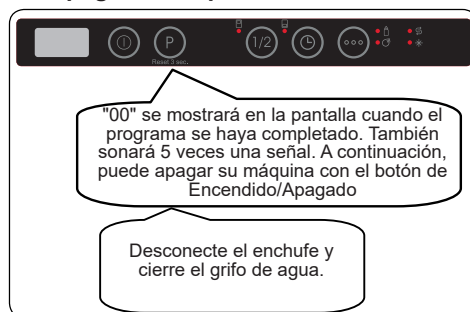 P
1/2
Reset 3 sec.
"00" se mostrará en la pantalla cuando el
programa se haya completado. También
sonará 5 veces una señal. A continuación,
puede apagar su máquina con el botón de
Encendido/Apagado
Desconecte el enchufe y
cierre el grifo de agua.